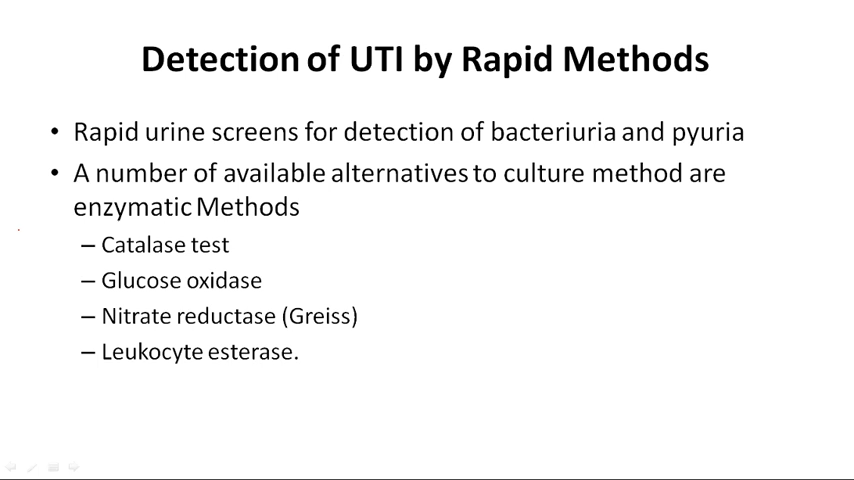 Detection of UTI by Rapid Methods
• Rapid urine screens for detection of bacteriuria and pyuria
• A number of available alternatives to culture method are
enzymatic Methods
– Catalase test
– Glucose oxidase
– Nitrate reductase (Greiss)
– Leukocyte esterase.